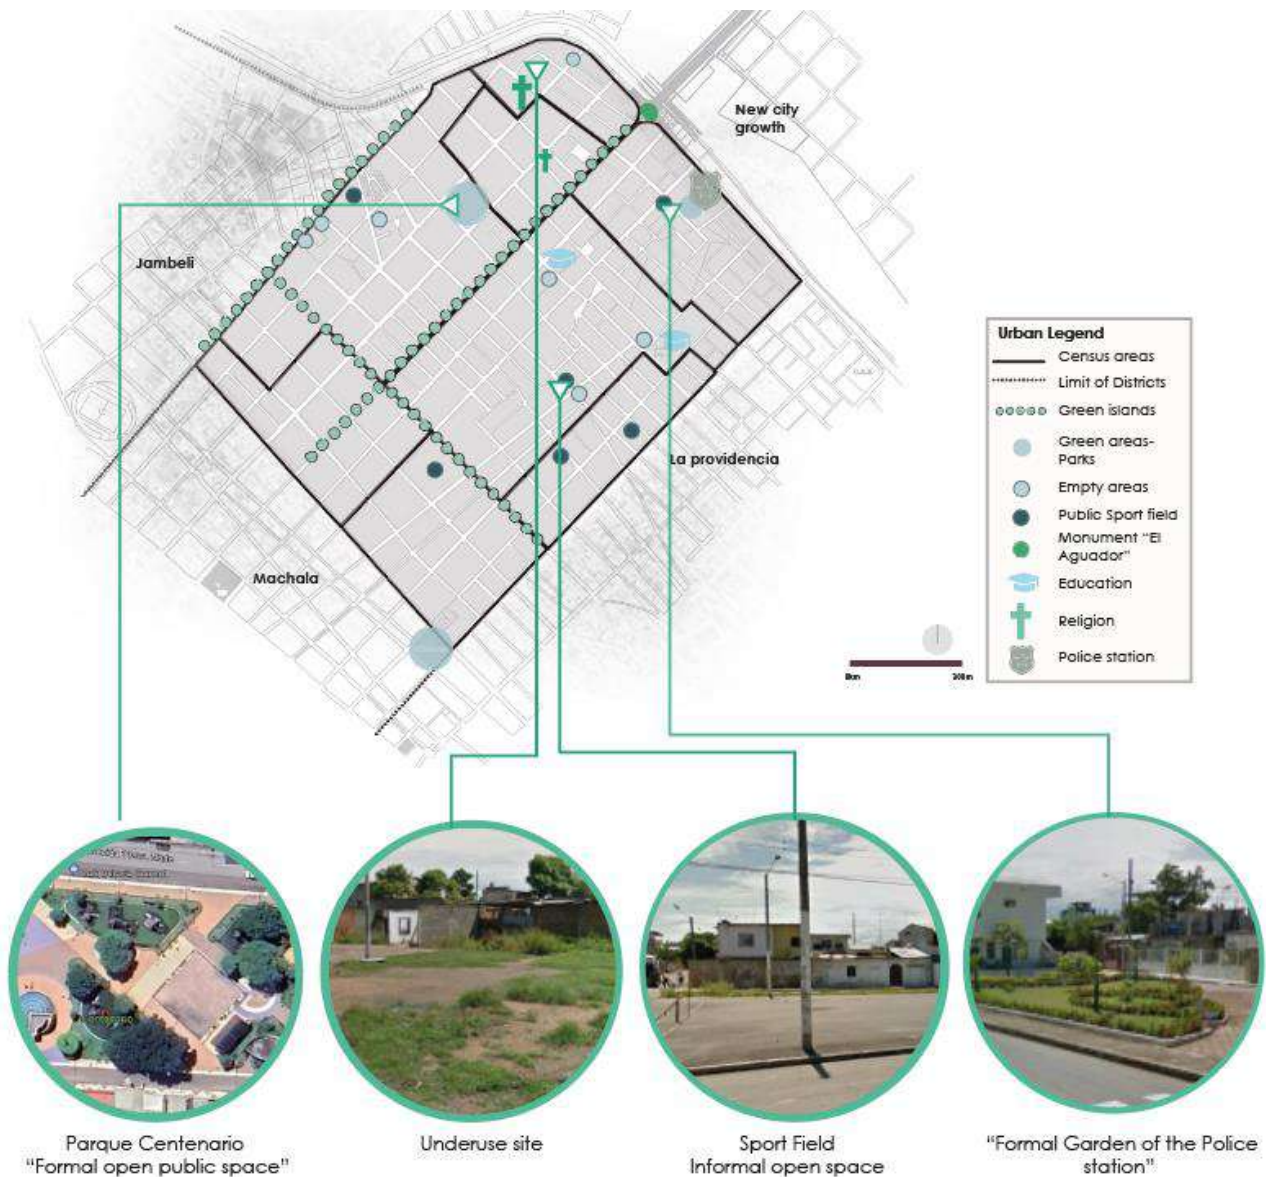 New city
growth
Jambeli
La providencia
Machala
Urban Legend
Census areas
Limit of Districts
Green islands
Green areas-
Parks
Empty areas
Public Sport field
Monument “El
Aguador”
Education
Religion
Police station
0km
Parque Centenario
“Formal open public space”
Underuse site
Sport Field
Informal open space
“Formal Garden of the Police
station”